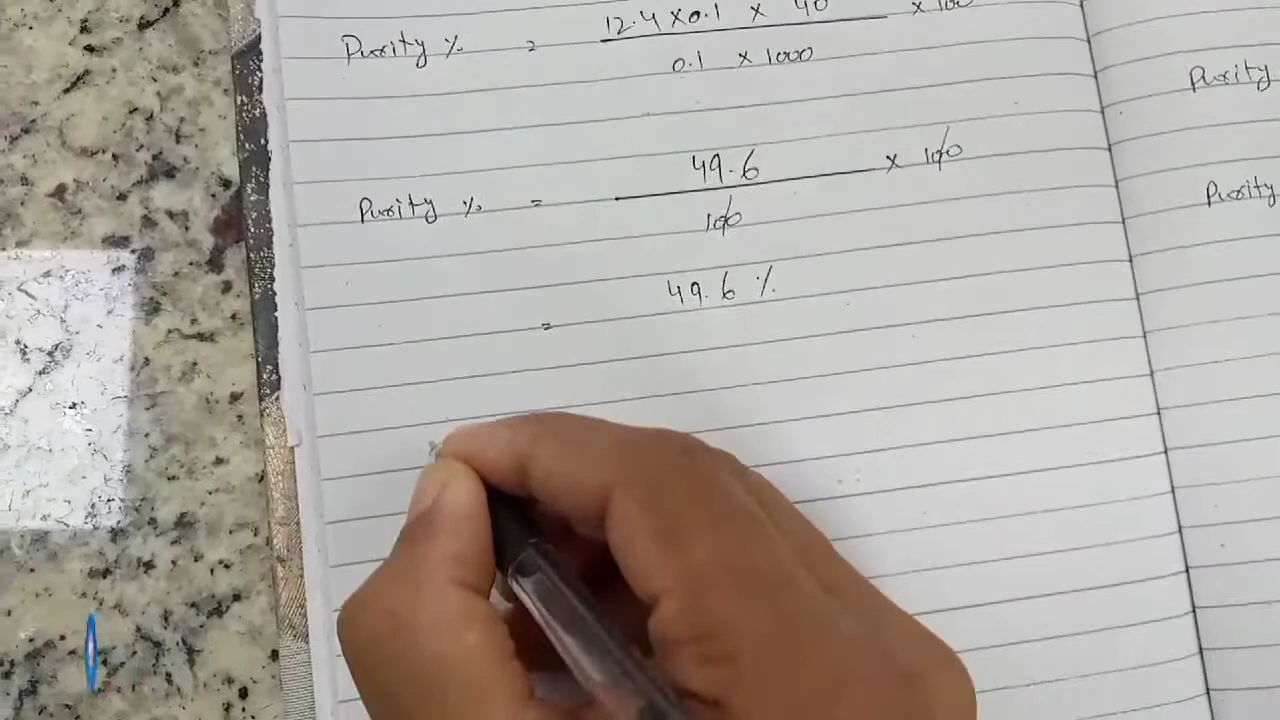 Purity % = 12.4 x 0.1 x 40 x 100
0.1 x 1000
Purity % = 49.6 x 100
100
= 49.6 %
Purity
Purity